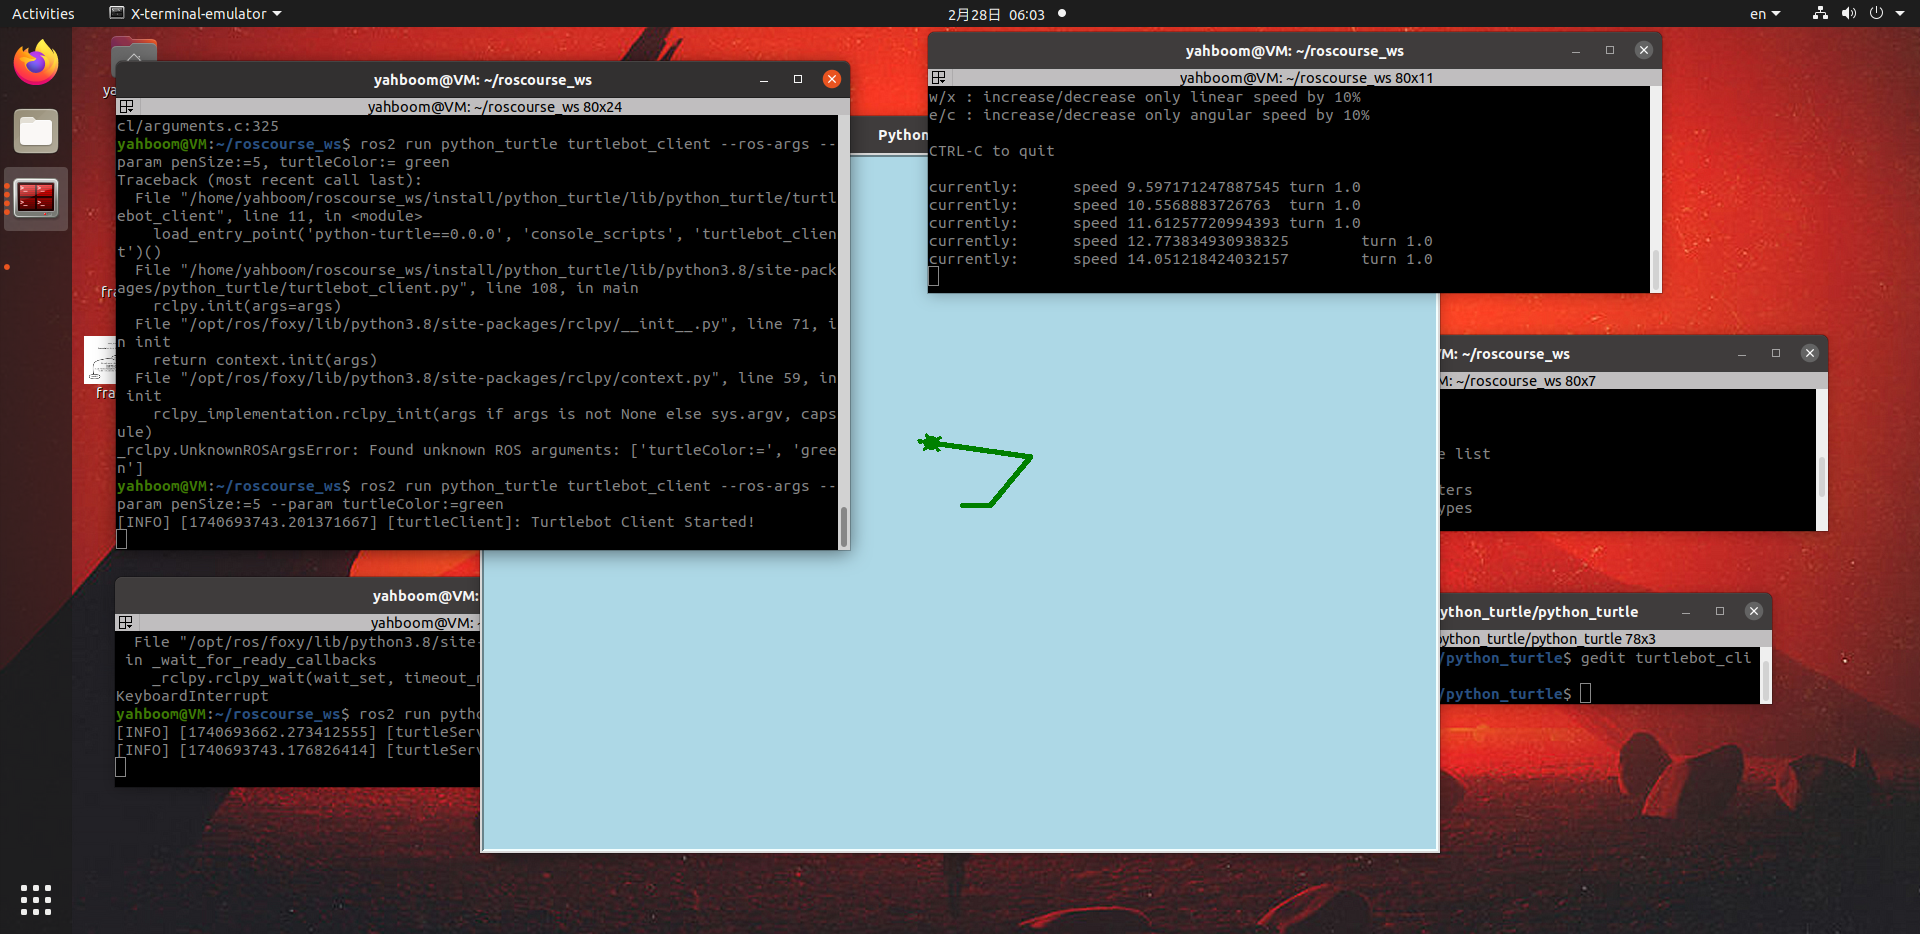 Activities
X-terminal-emulator
2月28日 06:03
en
yahboom@VM: ~/roscourse_ws
yahboom@VM: ~/roscourse_ws 80x24
cl/arguments.c:325
yahboom@VM:~/roscourse_ws$ ros2 run python_turtle turtlebot_client --ros-args --
param penSize:=5, turtleColor:= green
Traceback (most recent call last):
  File "/home/yahboom/roscourse_ws/install/python_turtle/lib/python_turtle/turtl
ebot_client", line 11, in <module>
    load_entry_point('python-turtle==0.0.0', 'console_scripts', 'turtlebot_clien
t')()
  File "/home/yahboom/roscourse_ws/install/python_turtle/lib/python3.8/site-pack
ages/python_turtle/turtlebot_client.py", line 108, in main
    rclpy.init(args=args)
  File "/opt/ros/foxy/lib/python3.8/site-packages/rclpy/__init__.py", line 71, i
n init
    return context.init(args)
  File "/opt/ros/foxy/lib/python3.8/site-packages/rclpy/context.py", line 59, in
 init
    rclpy_implementation.rclpy_init(args if args is not None else sys.argv, caps
ule)
_rclpy.UnknownROSArgsError: Found unknown ROS arguments: ['turtleColor:=', 'gree
n']
yahboom@VM:~/roscourse_ws$ ros2 run python_turtle turtlebot_client --ros-args --
param penSize:=5 --param turtleColor:=green
[INFO] [1740693743.201371667] [turtleClient]: Turtlebot Client Started!
yahboom@VM: ~/roscourse_ws
yahboom@VM: ~/roscourse_ws 80x11
w/x : increase/decrease only linear speed by 10%
e/c : increase/decrease only angular speed by 10%
CTRL-C to quit
currently:      speed 9.597171247887545 turn 1.0
currently:      speed 10.5568883726763  turn 1.0
currently:      speed 11.61257720994393 turn 1.0
currently:      speed 12.773834930938325        turn 1.0
currently:      speed 14.051218424032157        turn 1.0
Python
ya
fra
fra
M: ~/roscourse_ws
M: ~/roscourse_ws 80x7
e list
ters
ypes
yahboom@VM:
yahboom@VM: ~
  File "/opt/ros/foxy/lib/python3.8/site-
 in _wait_for_ready_callbacks
    _rclpy.rclpy_wait(wait_set, timeout_n
KeyboardInterrupt
yahboom@VM:~/roscourse_ws$ ros2 run pytho
[INFO] [1740693662.273412555] [turtleServ
[INFO] [1740693743.176826414] [turtleServ
ython_turtle/python_turtle
python_turtle/python_turtle 78x3
/python_turtle$ gedit turtlebot_cli
/python_turtle$